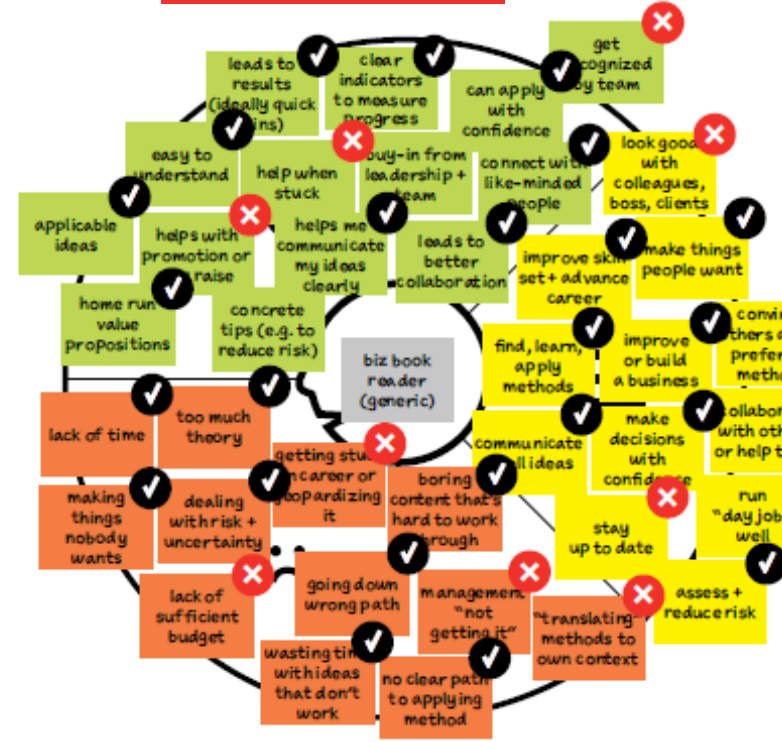 get
by team
leads to
results
(ideally quick
clear
indicators
to measure
progress
can apply
with
confidence
easy to
understand
help when
stuck
buy-in from
leadership +
team
connect with
like-minded
people
look good
with
colleagues,
boss, clients
applicable
ideas
helps with
promotion or
raise
helps me
communicate
my ideas
clearly
leads to
better
collaboration
improve skill
set + advance
career
make things
people want
home run
value
propositions
concrete
tips (e.g. to
reduce risk)
biz book
reader
(generic)
find, learn,
apply
methods
improve
or build
a business
lack of time
too much
theory
getting stuck
in career or
jeopardizing
it
communicate
ideas
make
decisions
with
confidence
with
or help
making
things
nobody
wants
dealing
with risk +
uncertainty
boring
content that's
hard to work
through
stay
up to date
run
"day job
well
lack of
sufficient
budget
going down
wrong path
management
"not
getting it"
"translating"
methods to
own context
assess +
reduce risk
wasting time
with ideas
that don't
work
no clear path
to applying
method